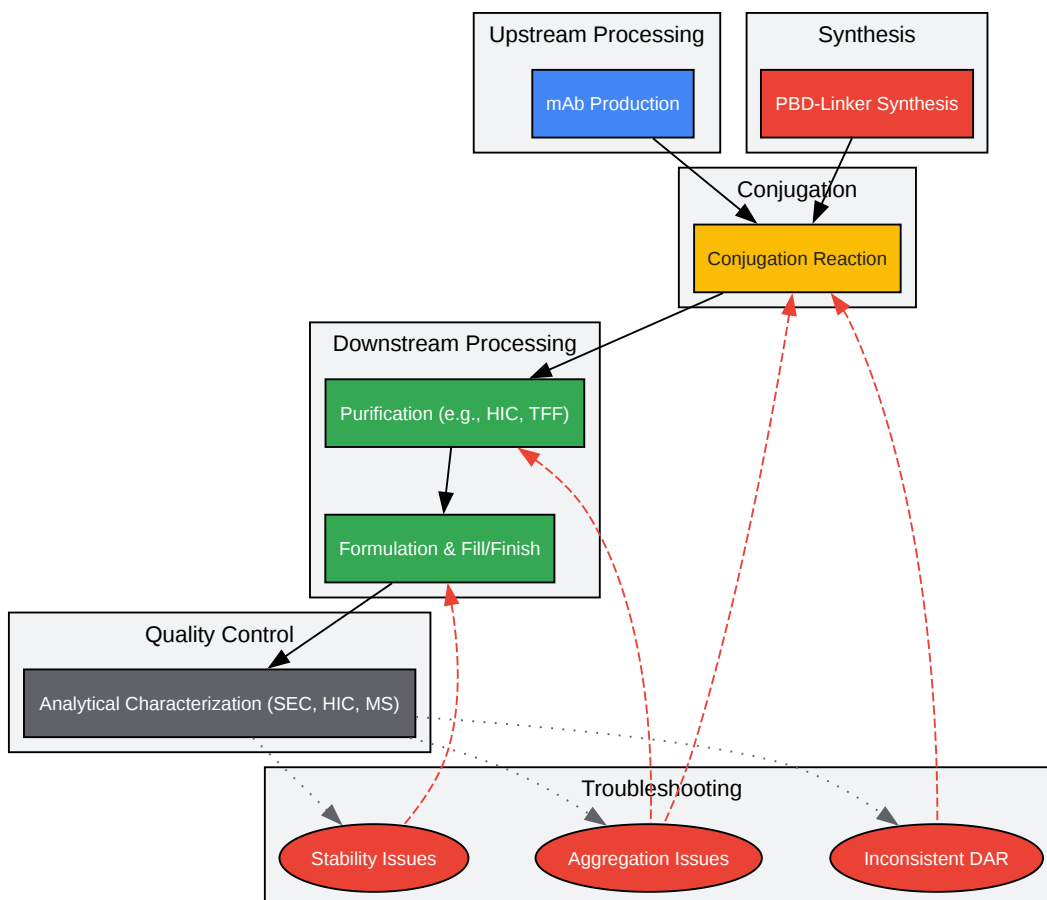 Upstream Processing
Synthesis
mAb Production
PBD-Linker Synthesis
Conjugation
Conjugation Reaction
Downstream Processing
Purification (e.g., HIC, TFF)
Formulation & Fill/Finish
Quality Control
Analytical Characterization (SEC, HIC, MS)
Troubleshooting
Stability Issues
Aggregation Issues
Inconsistent DAR